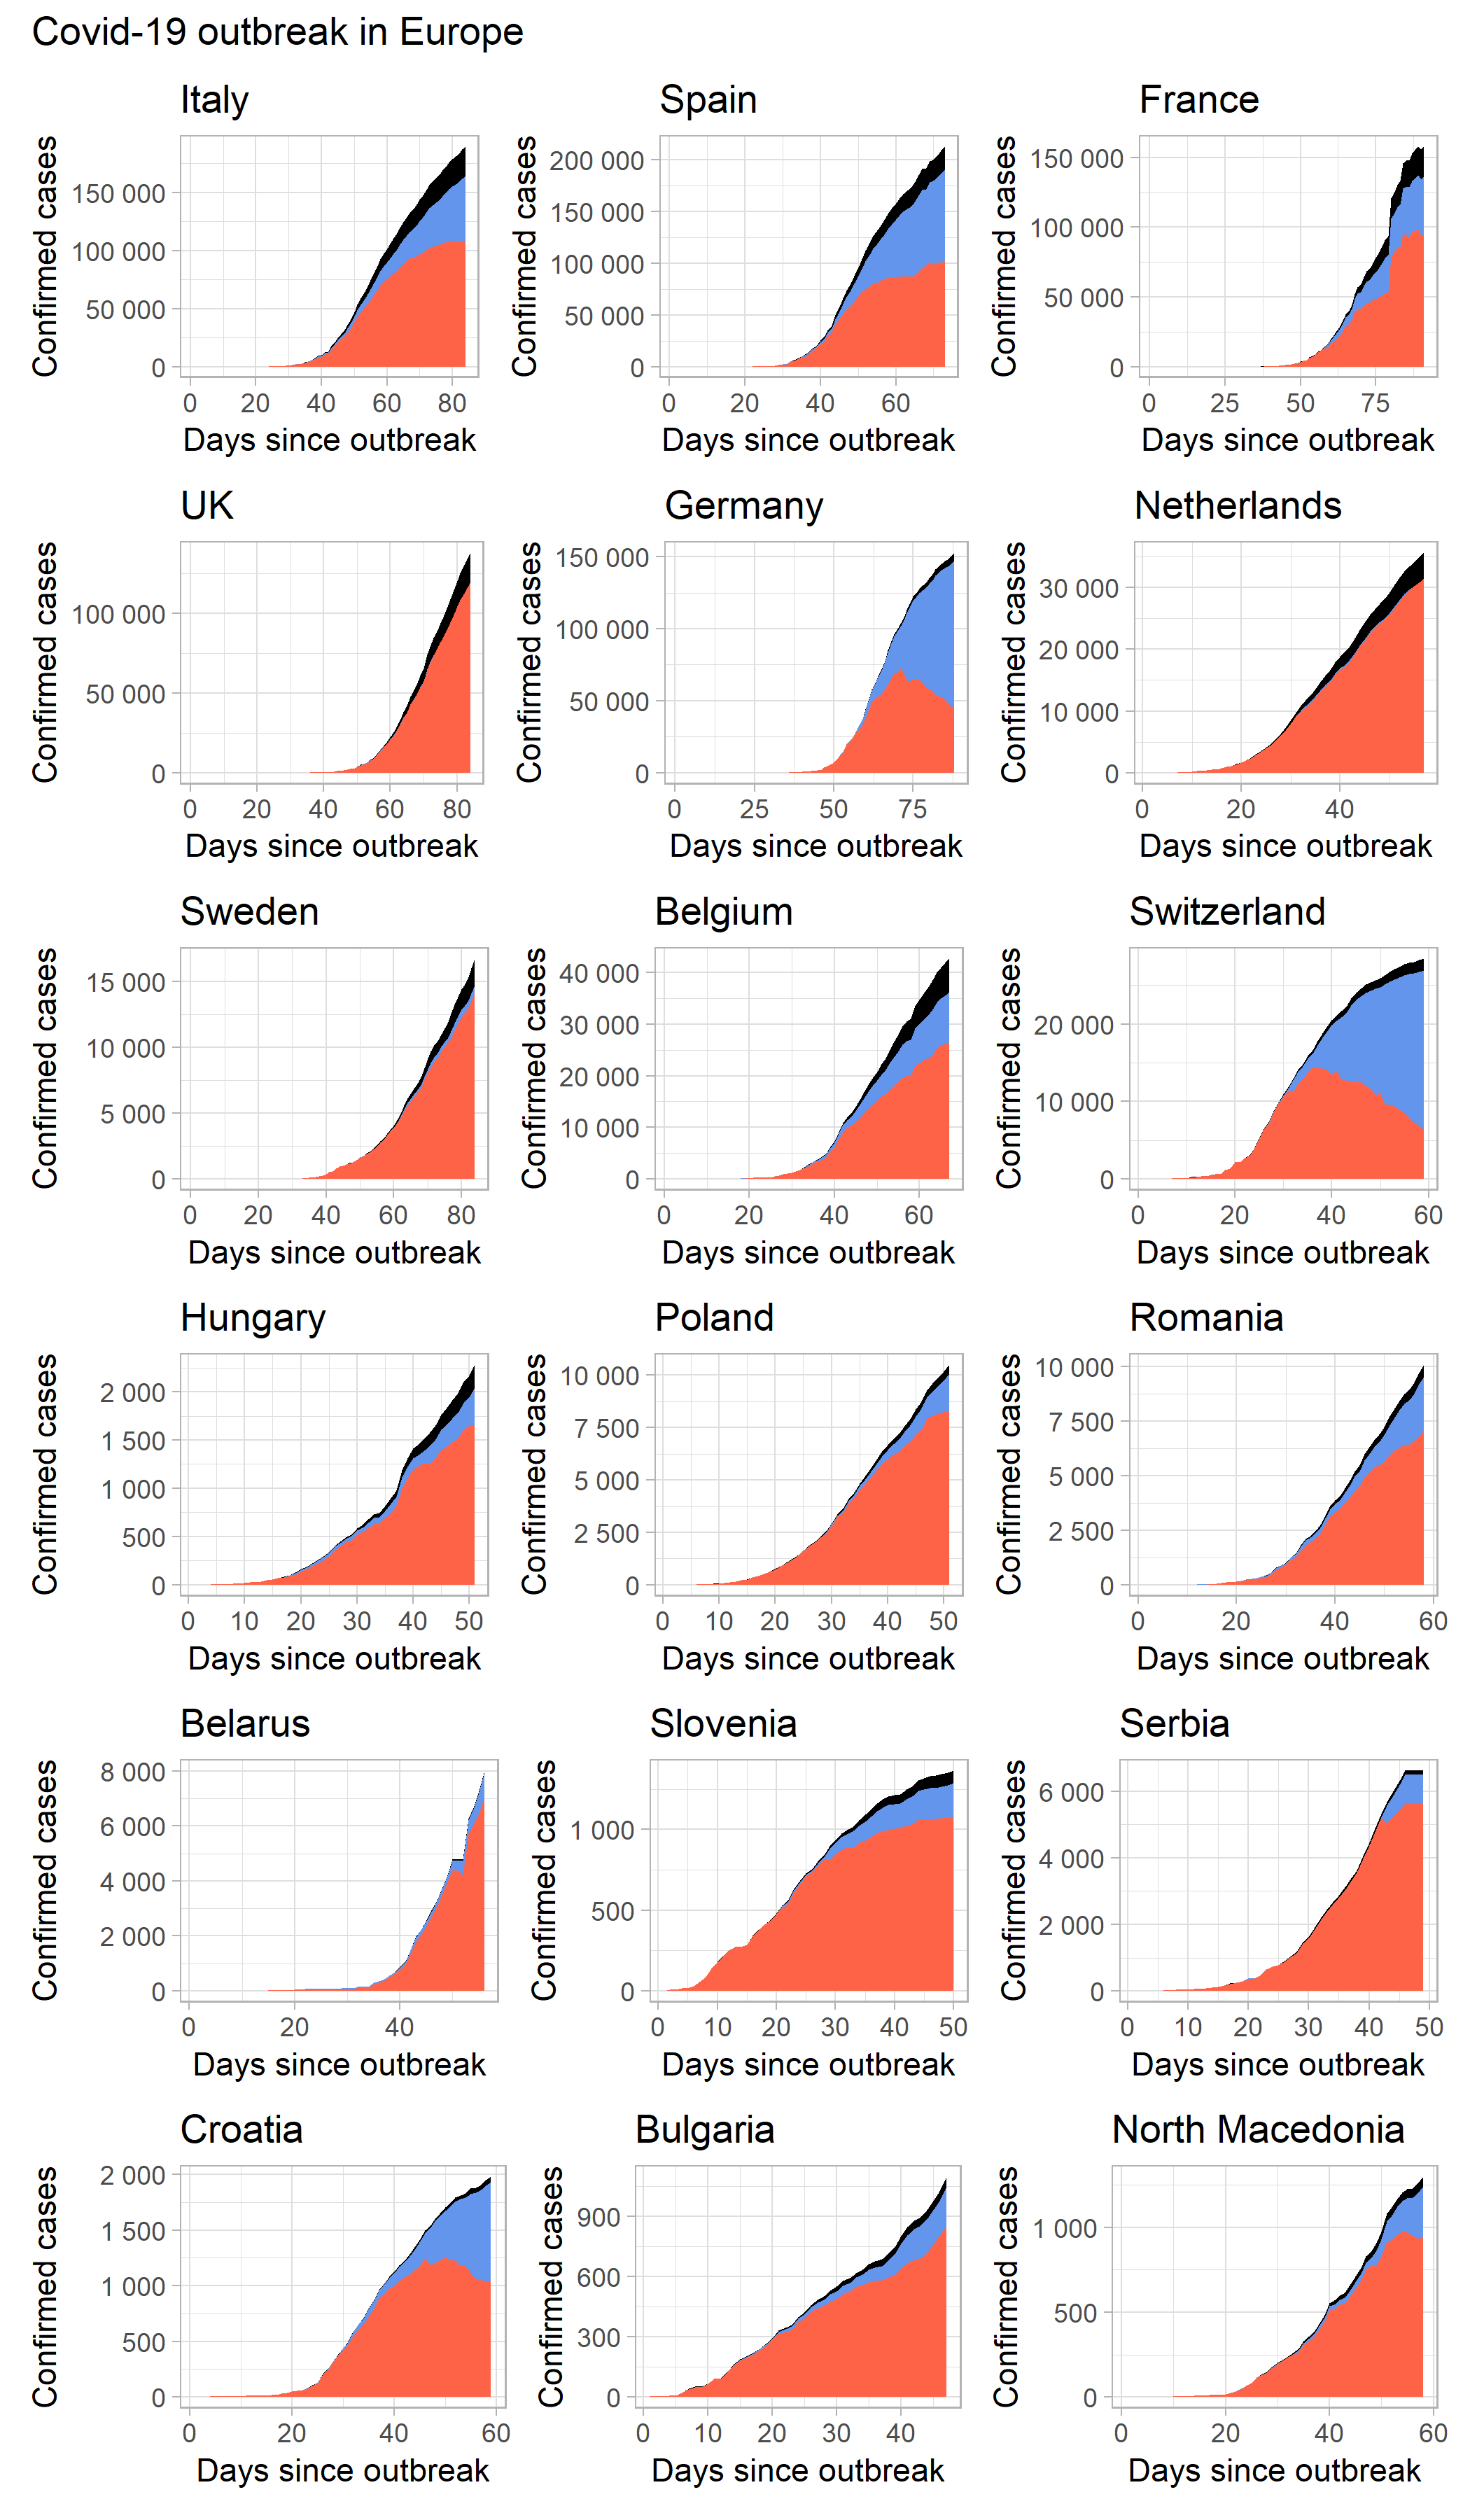 Covid-19 outbreak in Europe
Italy
Confirmed cases
150 000
100 000
50 000
0
0 20 40 60 80
Days since outbreak
Spain
Confirmed cases
200 000
150 000
100 000
50 000
0
0 20 40 60
Days since outbreak
France
Confirmed cases
150 000
100 000
50 000
0
0 25 50 75
Days since outbreak
UK
Confirmed cases
100 000
50 000
0
0 20 40 60 80
Days since outbreak
Germany
Confirmed cases
150 000
100 000
50 000
0
0 25 50 75
Days since outbreak
Netherlands
Confirmed cases
30 000
20 000
10 000
0
0 20 40
Days since outbreak
Sweden
Confirmed cases
15 000
10 000
5 000
0
0 20 40 60 80
Days since outbreak
Belgium
Confirmed cases
40 000
30 000
20 000
10 000
0
0 20 40 60
Days since outbreak
Switzerland
Confirmed cases
20 000
10 000
0
0 20 40 60
Days since outbreak
Hungary
Confirmed cases
2 000
1 500
1 000
500
0
0 10 20 30 40 50
Days since outbreak
Poland
Confirmed cases
10 000
7 500
5 000
2 500
0
0 10 20 30 40 50
Days since outbreak
Romania
Confirmed cases
10 000
7 500
5 000
2 500
0
0 20 40 60
Days since outbreak
Belarus
Confirmed cases
8 000
6 000
4 000
2 000
0
0 20 40
Days since outbreak
Slovenia
Confirmed cases
1 000
500
0
0 10 20 30 40 50
Days since outbreak
Serbia
Confirmed cases
6 000
4 000
2 000
0
0 10 20 30 40 50
Days since outbreak
Croatia
Confirmed cases
2 000
1 500
1 000
500
0
0 20 40 60
Days since outbreak
Bulgaria
Confirmed cases
900
600
300
0
0 10 20 30 40
Days since outbreak
North Macedonia
Confirmed cases
1 000
500
0
0 20 40 60
Days since outbreak